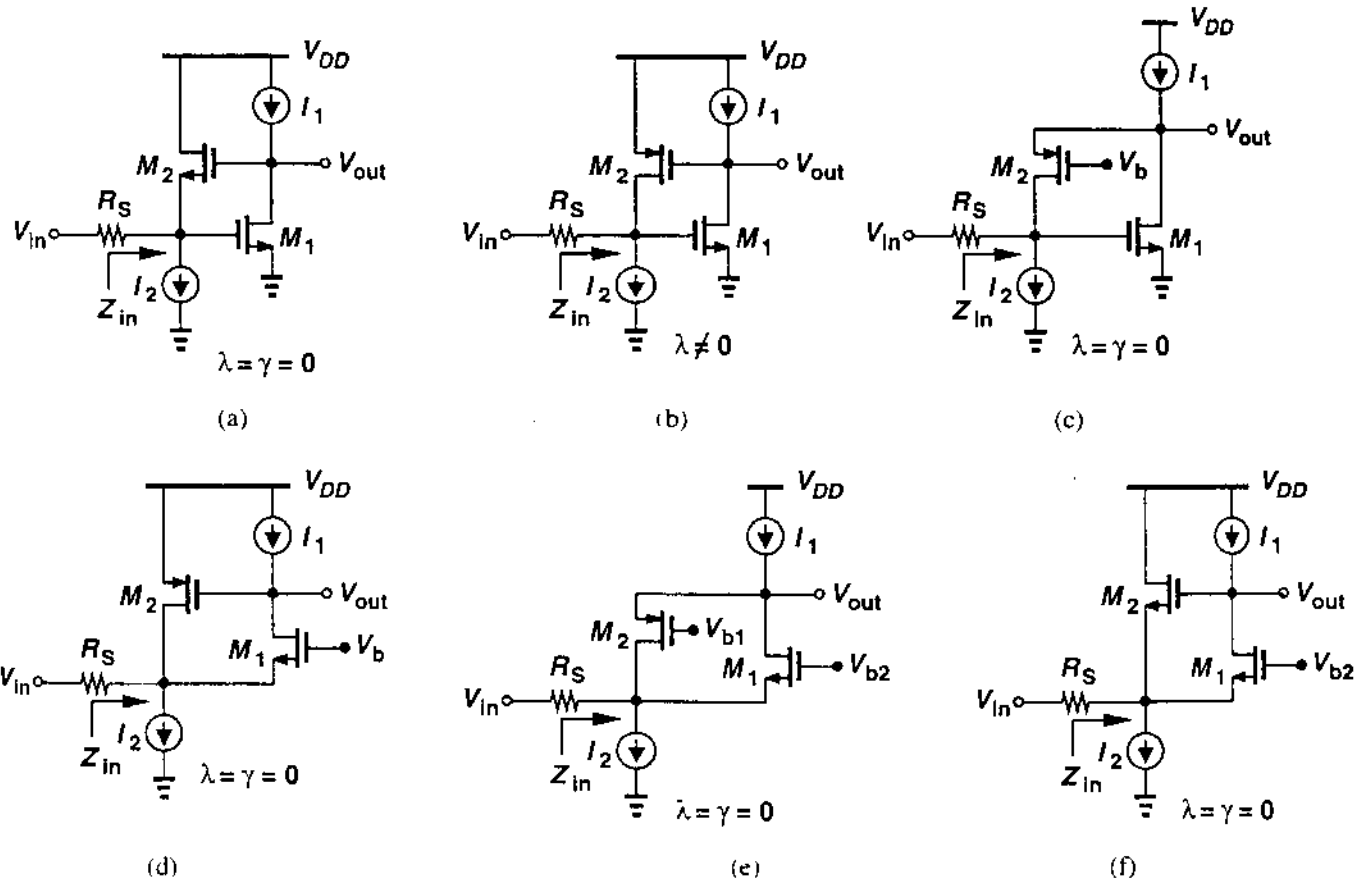 V_DD
I_1
V_out
M_2
R_S
V_in
M_1
I_2
Z_in
λ = γ = 0
(a)
V_DD
I_1
V_out
M_2
R_S
V_in
M_1
I_2
Z_in
λ ≠ 0
(b)
V_DD
I_1
V_out
M_2
V_b
R_S
V_in
M_1
I_2
Z_in
λ = γ = 0
(c)
V_DD
I_1
V_out
M_2
M_1
V_b
R_S
V_in
I_2
Z_in
λ = γ = 0
(d)
V_DD
I_1
V_out
M_2
V_b1
M_1
V_b2
R_S
V_in
I_2
Z_in
λ = γ = 0
(e)
V_DD
I_1
V_out
M_2
M_1
V_b2
R_S
V_in
I_2
Z_in
λ = γ = 0
(f)